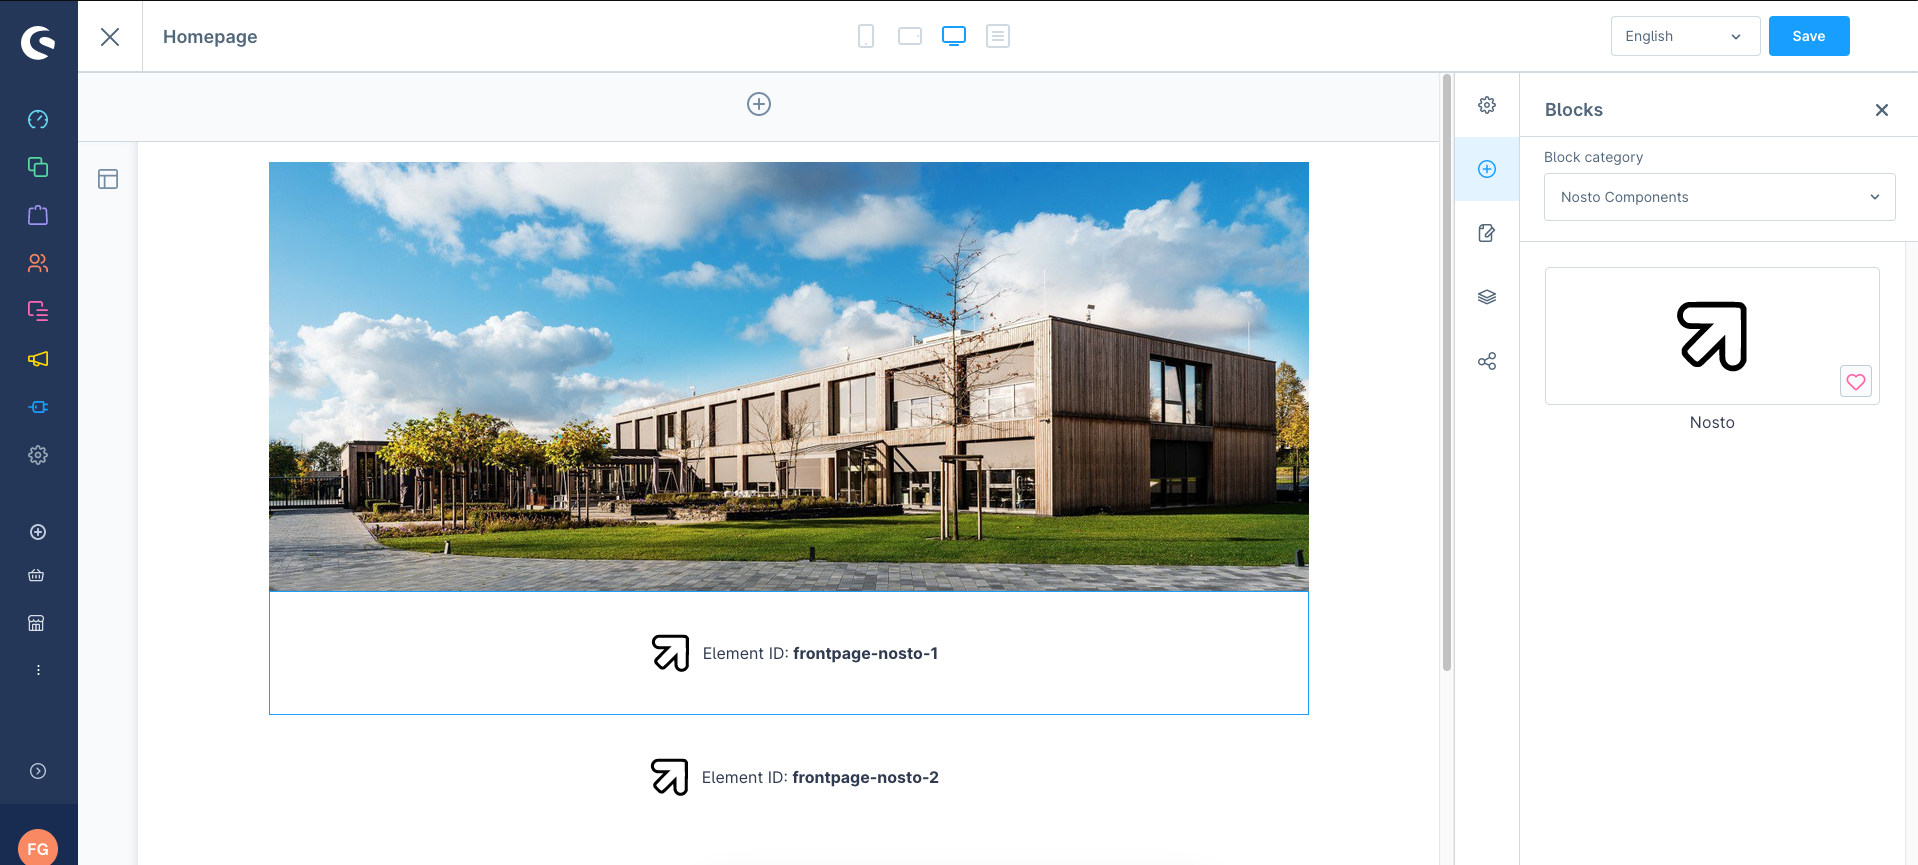 Homepage
English
Save
Blocks
Block category
Nosto Components
Nosto
Element ID: frontpage-nosto-1
Element ID: frontpage-nosto-2
FG